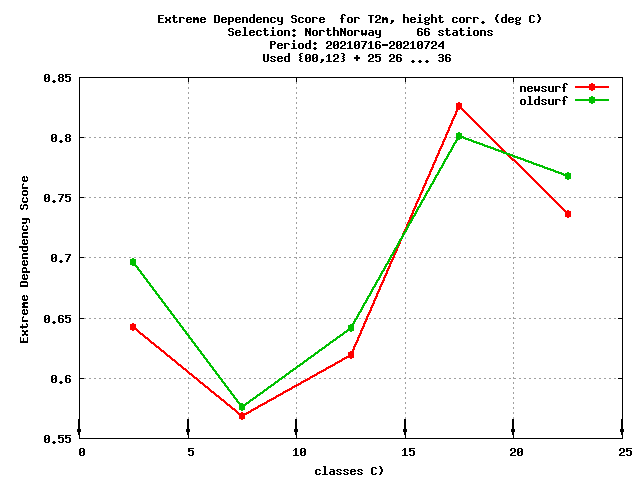 Extreme Dependency Score  for T2m, height corr. (deg C)
Selection: NorthNorway     66 stations
Period: 20210716-20210724
Used {00,12} + 25 26 ... 36
newsurf
oldsurf
0.85
0.8
0.75
0.7
0.65
0.6
0.55
Extreme Dependency Score
0 5 10 15 20 25
classes C)